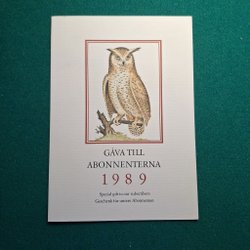 GÅVA TILL
ABONNENTERNA
1989
Special gift to our subscribers
Geschenk für unsere Abonnenten